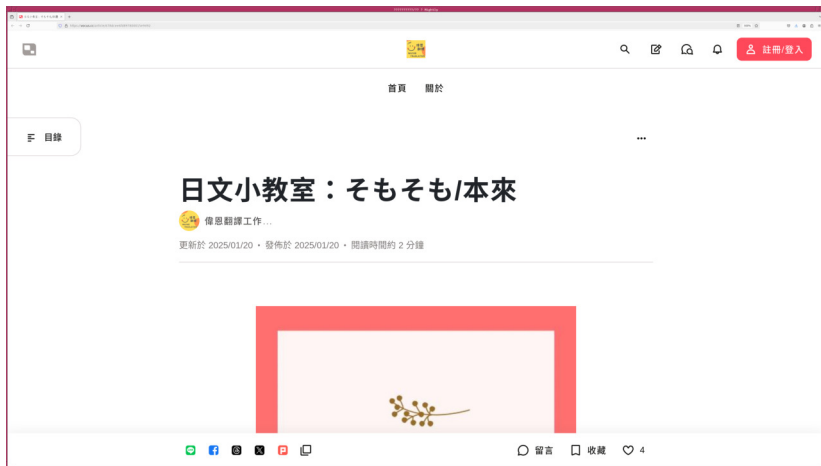 註冊/登入
首頁 關於
目錄
日文小教室：そもそも/本來
偉恩翻譯工作...
更新於 2025/01/20 • 發佈於 2025/01/20 • 閱讀時間約 2 分鐘
留言 收藏 4